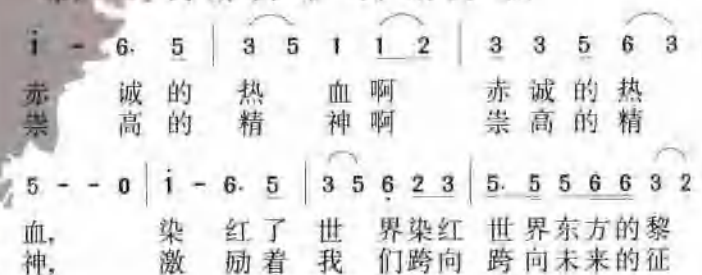 i - 6. 5 | 3 5 1 1 2 | 3 3 5 6 3
赤 诚 的 热 血 啊 赤 诚 的 热
崇 高 的 精 神 啊 崇 高 的 精
5 - - 0 | i - 6. 5 | 3 5 6 2 3 | 5. 5 5 6 6 3 2
血, 染 红 了 世 界 染 红 世 界 东 方 的 黎
神, 激 励 着 我 们 跨 向 跨 向 未 来 的 征